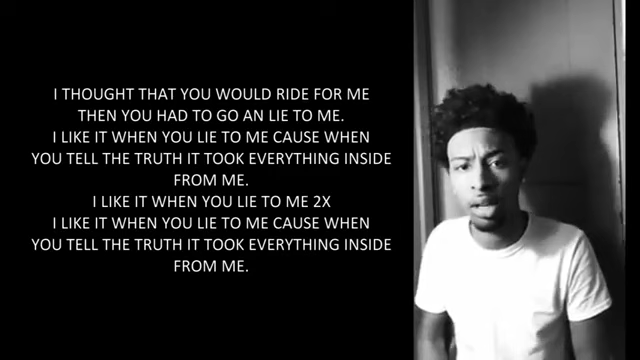 I THOUGHT THAT YOU WOULD RIDE FOR ME
THEN YOU HAD TO GO AN LIE TO ME.
I LIKE IT WHEN YOU LIE TO ME CAUSE WHEN
YOU TELL THE TRUTH IT TOOK EVERYTHING INSIDE
FROM ME.
I LIKE IT WHEN YOU LIE TO ME 2X
I LIKE IT WHEN YOU LIE TO ME CAUSE WHEN
YOU TELL THE TRUTH IT TOOK EVERYTHING INSIDE
FROM ME.